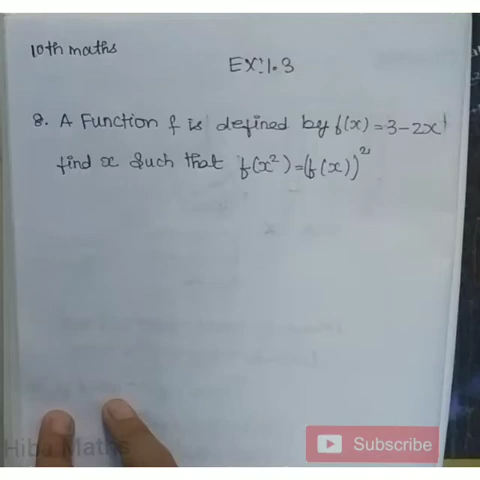 10th maths
EX:1.3
8. A Function f is defined by f(x) = 3-2x
find x Such that f(x²)=(f(x))²
Hiba Maths
Subscribe